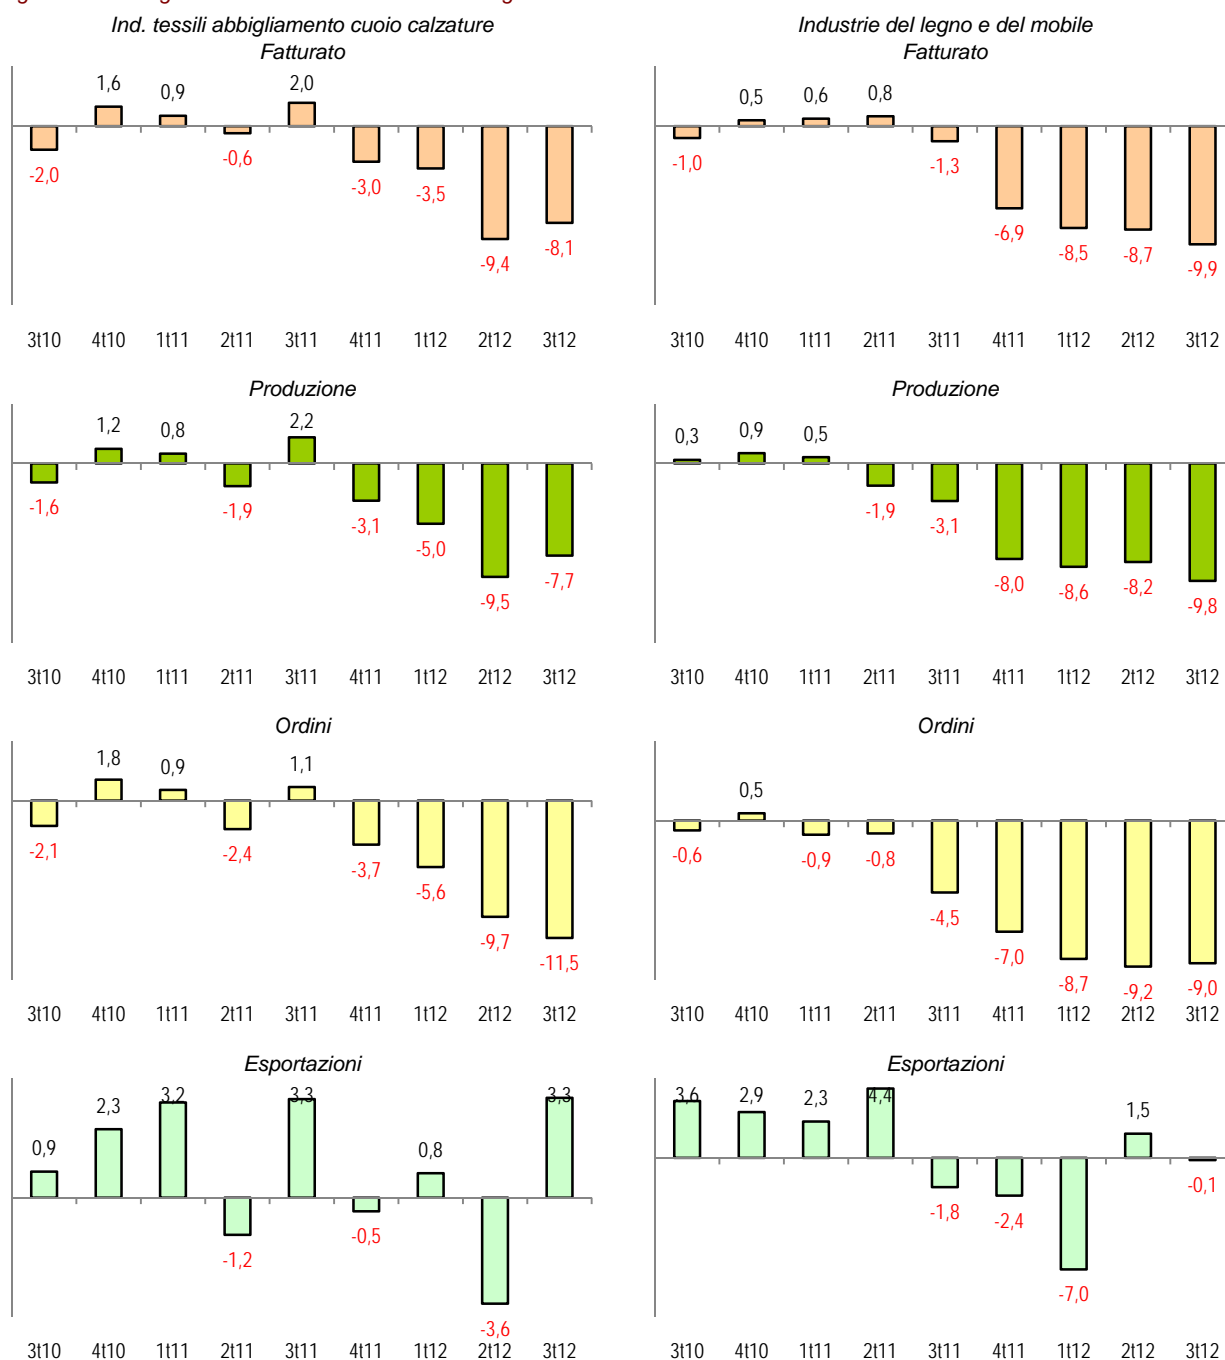 Ind. tessili abbigliamento cuoio calzature
Fatturato
1,6 0,9 2,0
-2,0 -0,6 -3,0 -3,5 -9,4 -8,1
3t10 4t10 1t11 2t11 3t11 4t11 1t12 2t12 3t12
Produzione
1,2 0,8 2,2
-1,6 -1,9 -3,1 -5,0 -9,5 -7,7
3t10 4t10 1t11 2t11 3t11 4t11 1t12 2t12 3t12
Ordini
1,8 0,9 1,1
-2,1 -2,4 -3,7 -5,6 -9,7 -11,5
3t10 4t10 1t11 2t11 3t11 4t11 1t12 2t12 3t12
Esportazioni
0,9 2,3 3,2 3,3 0,8 3,3
-1,2 -0,5 -3,6
3t10 4t10 1t11 2t11 3t11 4t11 1t12 2t12 3t12
Industrie del legno e del mobile
Fatturato
0,5 0,6 0,8
-1,0 -1,3 -6,9 -8,5 -8,7 -9,9
3t10 4t10 1t11 2t11 3t11 4t11 1t12 2t12 3t12
Produzione
0,3 0,9 0,5
-1,9 -3,1 -8,0 -8,6 -8,2 -9,8
3t10 4t10 1t11 2t11 3t11 4t11 1t12 2t12 3t12
Ordini
0,5
-0,6 -0,9 -0,8 -4,5 -7,0 -8,7 -9,2 -9,0
3t10 4t10 1t11 2t11 3t11 4t11 1t12 2t12 3t12
Esportazioni
3,6 2,9 2,3 4,4 1,5
-1,8 -2,4 -7,0 -0,1
3t10 4t10 1t11 2t11 3t11 4t11 1t12 2t12 3t12